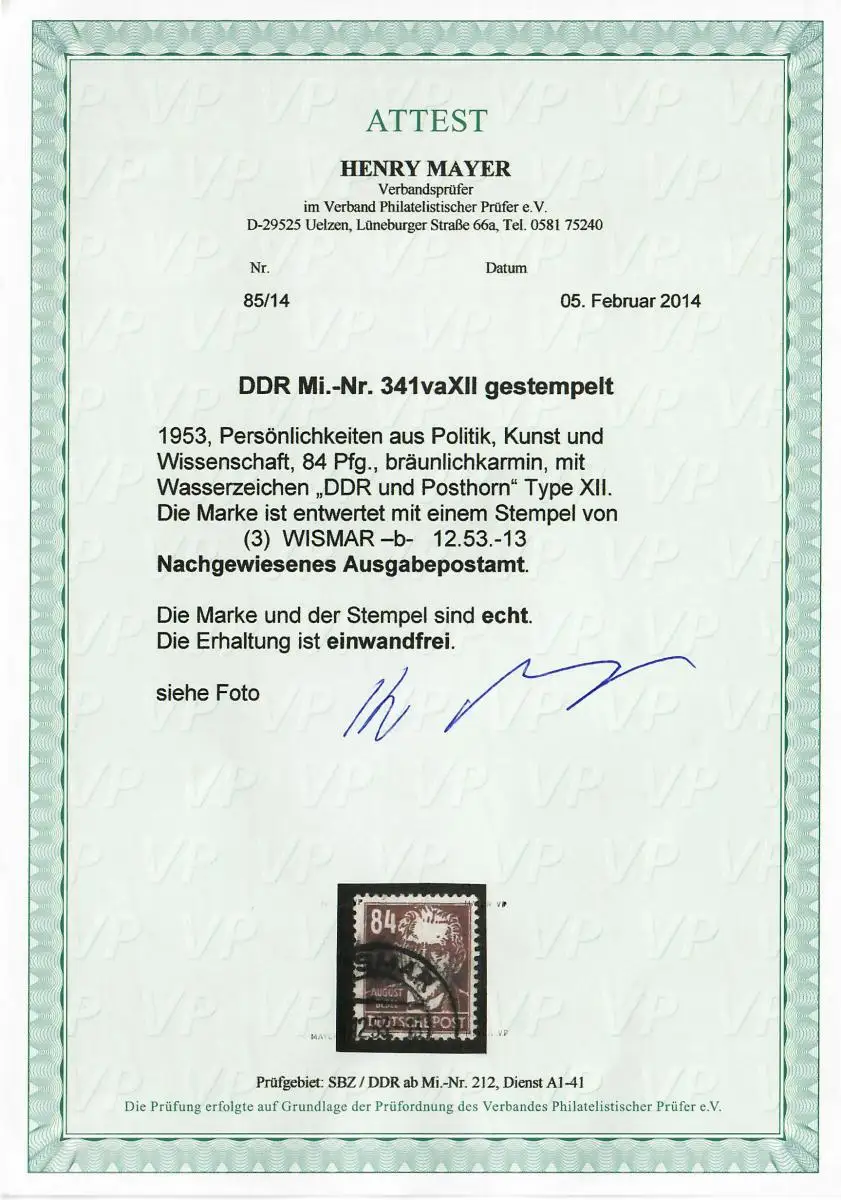 ATTEST
HENRY MAYER
Verbandsprüfer
im Verband Philatelistischer Prüfer e.V.
D-29525 Uelzen, Lüneburger Straße 66a, Tel. 0581 75240
Nr. Datum
85/14 05. Februar 2014
DDR Mi.-Nr. 341vaXII gestempelt
1953, Persönlichkeiten aus Politik, Kunst und
Wissenschaft, 84 Pfg., bräunlichkarmin, mit
Wasserzeichen „DDR und Posthorn“ Type XII.
Die Marke ist entwertet mit einem Stempel von
(3) WISMAR –b- 12.53.-13
Nachgewiesenes Ausgabepostamt.
Die Marke und der Stempel sind echt.
Die Erhaltung ist einwandfrei.
siehe Foto
84
AUGUST
BEBEL
DEUTSCHE POST
Prüfgebiet: SBZ / DDR ab Mi.-Nr. 212, Dienst A1-41
Die Prüfung erfolgte auf Grundlage der Prüfordnung des Verbandes Philatelistischer Prüfer e.V.